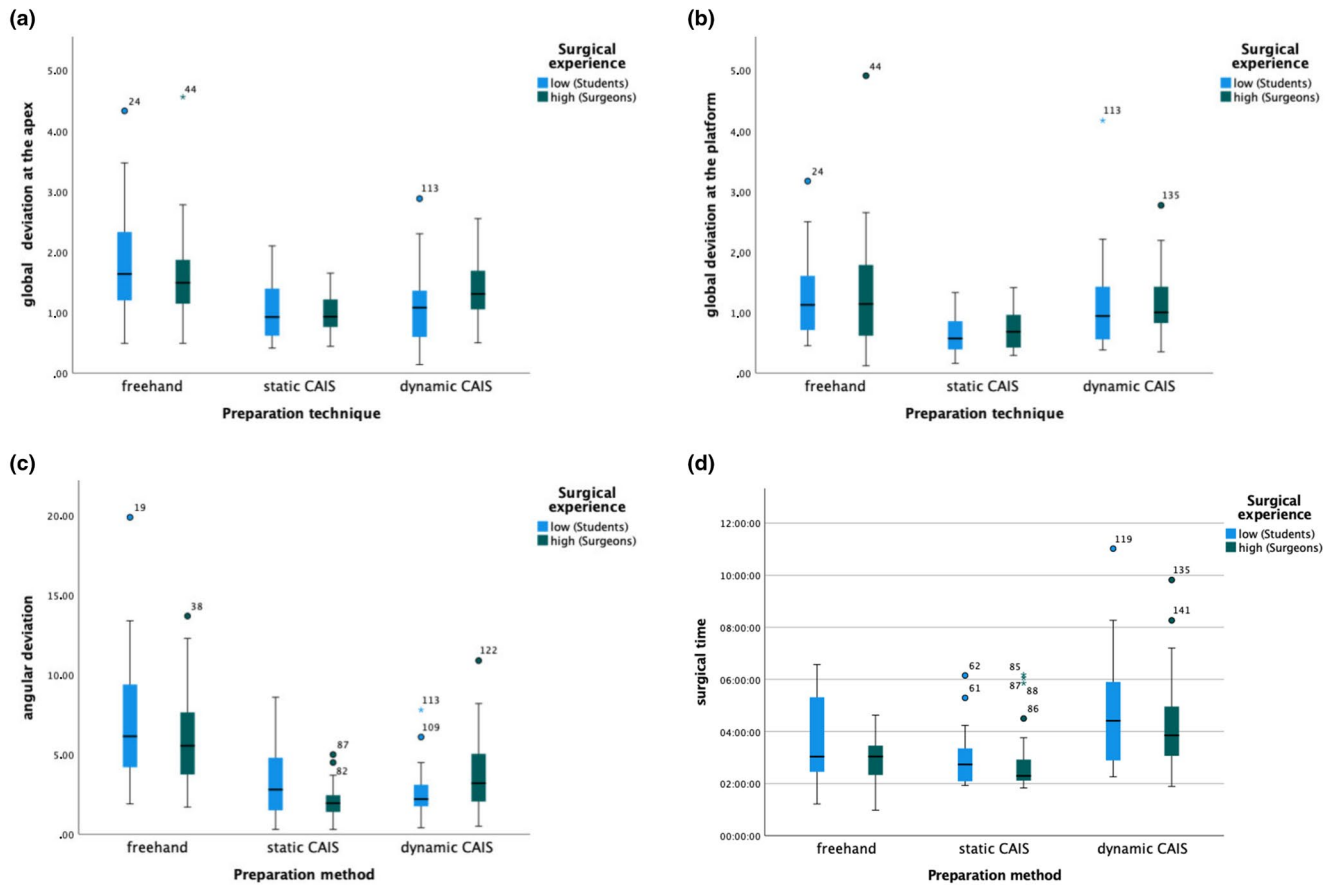 (a)
Surgical
experience
low (Students)
high (Surgeons)
global deviation at the apex
5.00
4.00
3.00
2.00
1.00
.00
24
44
113
freehand
static CAIS
dynamic CAIS
Preparation technique
(b)
Surgical
experience
low (Students)
high (Surgeons)
global deviation at the platform
5.00
4.00
3.00
2.00
1.00
.00
24
44
113
135
freehand
static CAIS
dynamic CAIS
Preparation technique
(c)
Surgical
experience
low (Students)
high (Surgeons)
angular deviation
20.00
15.00
10.00
5.00
.00
19
38
87
82
113
109
122
freehand
static CAIS
dynamic CAIS
Preparation method
(d)
Surgical
experience
low (Students)
high (Surgeons)
surgical time
12:00:00
10:00:00
08:00:00
06:00:00
04:00:00
02:00:00
00:00:00
62
61
85
87
88
86
119
135
141
freehand
static CAIS
dynamic CAIS
Preparation method